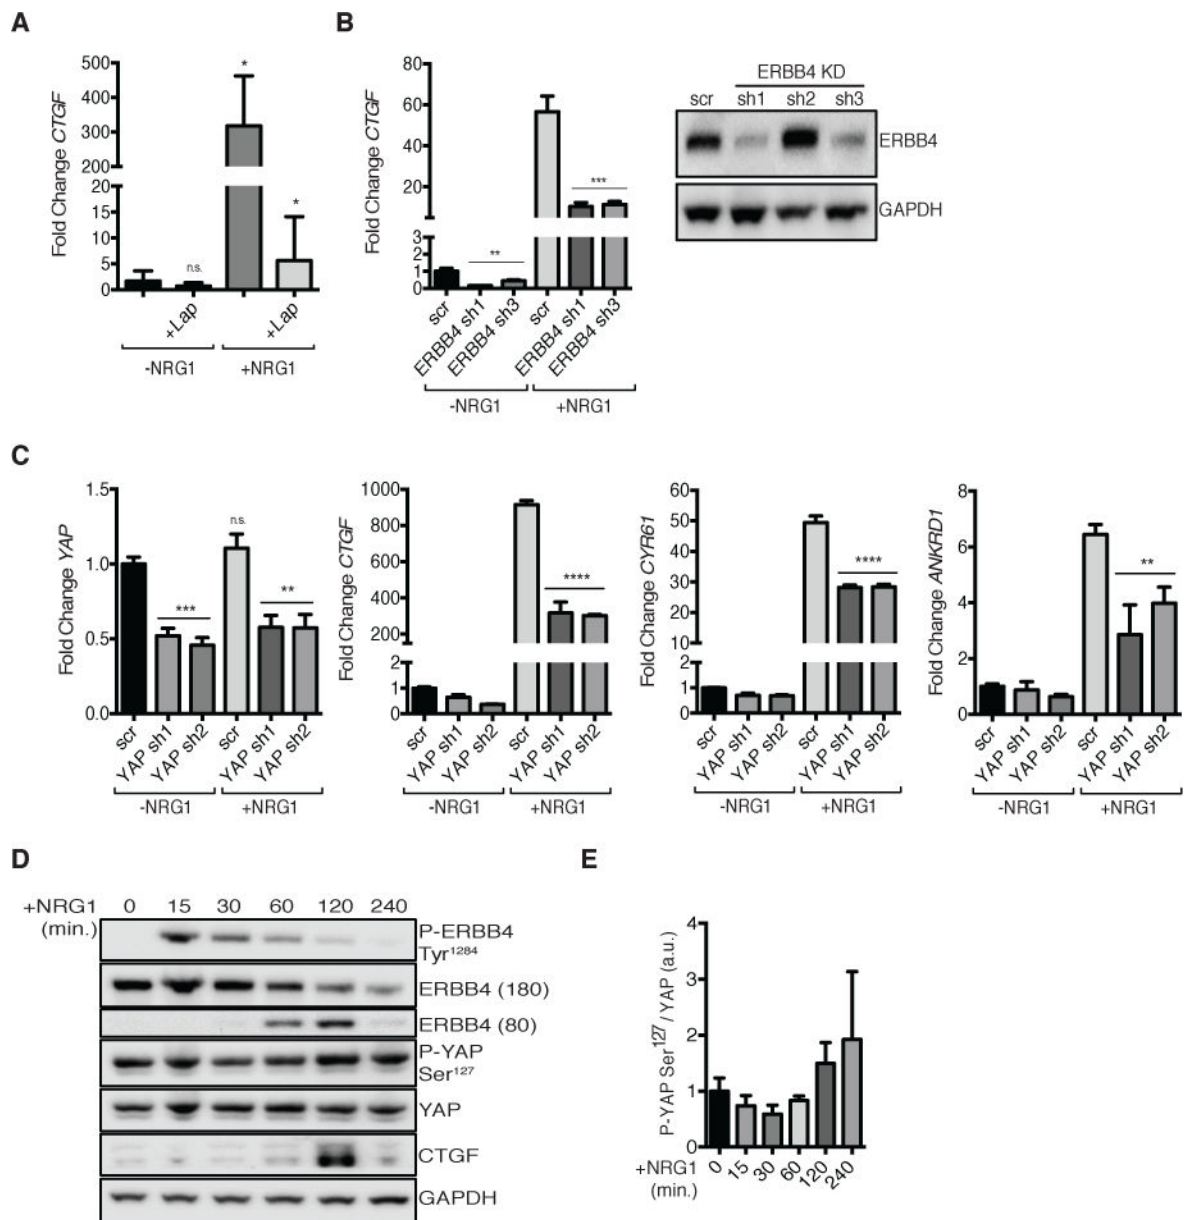 A
Fold Change CTGF
500
400
300
200
20
15
10
5
0
*
n.s.
*
+Lap
+Lap
-NRG1
+NRG1
B
Fold Change CTGF
80
60
40
20
3
2
1
0
**
***
scr
ERBB4 sh1
ERBB4 sh3
scr
ERBB4 sh1
ERBB4 sh3
-NRG1
+NRG1
ERBB4 KD
scr sh1 sh2 sh3
ERBB4
GAPDH
C
Fold Change YAP
1.5
1.0
0.5
0.0
***
n.s.
**
scr
YAP sh1
YAP sh2
scr
YAP sh1
YAP sh2
-NRG1
+NRG1
Fold Change CTGF
1000
800
600
400
200
2
1
0
****
scr
YAP sh1
YAP sh2
scr
YAP sh1
YAP sh2
-NRG1
+NRG1
Fold Change CYR61
60
50
40
30
20
10
2
1
0
****
scr
YAP sh1
YAP sh2
scr
YAP sh1
YAP sh2
-NRG1
+NRG1
Fold Change ANKRD1
8
6
4
2
0
**
scr
YAP sh1
YAP sh2
scr
YAP sh1
YAP sh2
-NRG1
+NRG1
D
+NRG1 0 15 30 60 120 240
(min.)
P-ERBB4
Tyr¹²⁸⁴
ERBB4 (180)
ERBB4 (80)
P-YAP
Ser¹²⁷
YAP
CTGF
GAPDH
E
P-YAP Ser¹²⁷/ YAP (a.u.)
4
3
2
1
0
+NRG1 0 15 30 60 120 240
(min.)